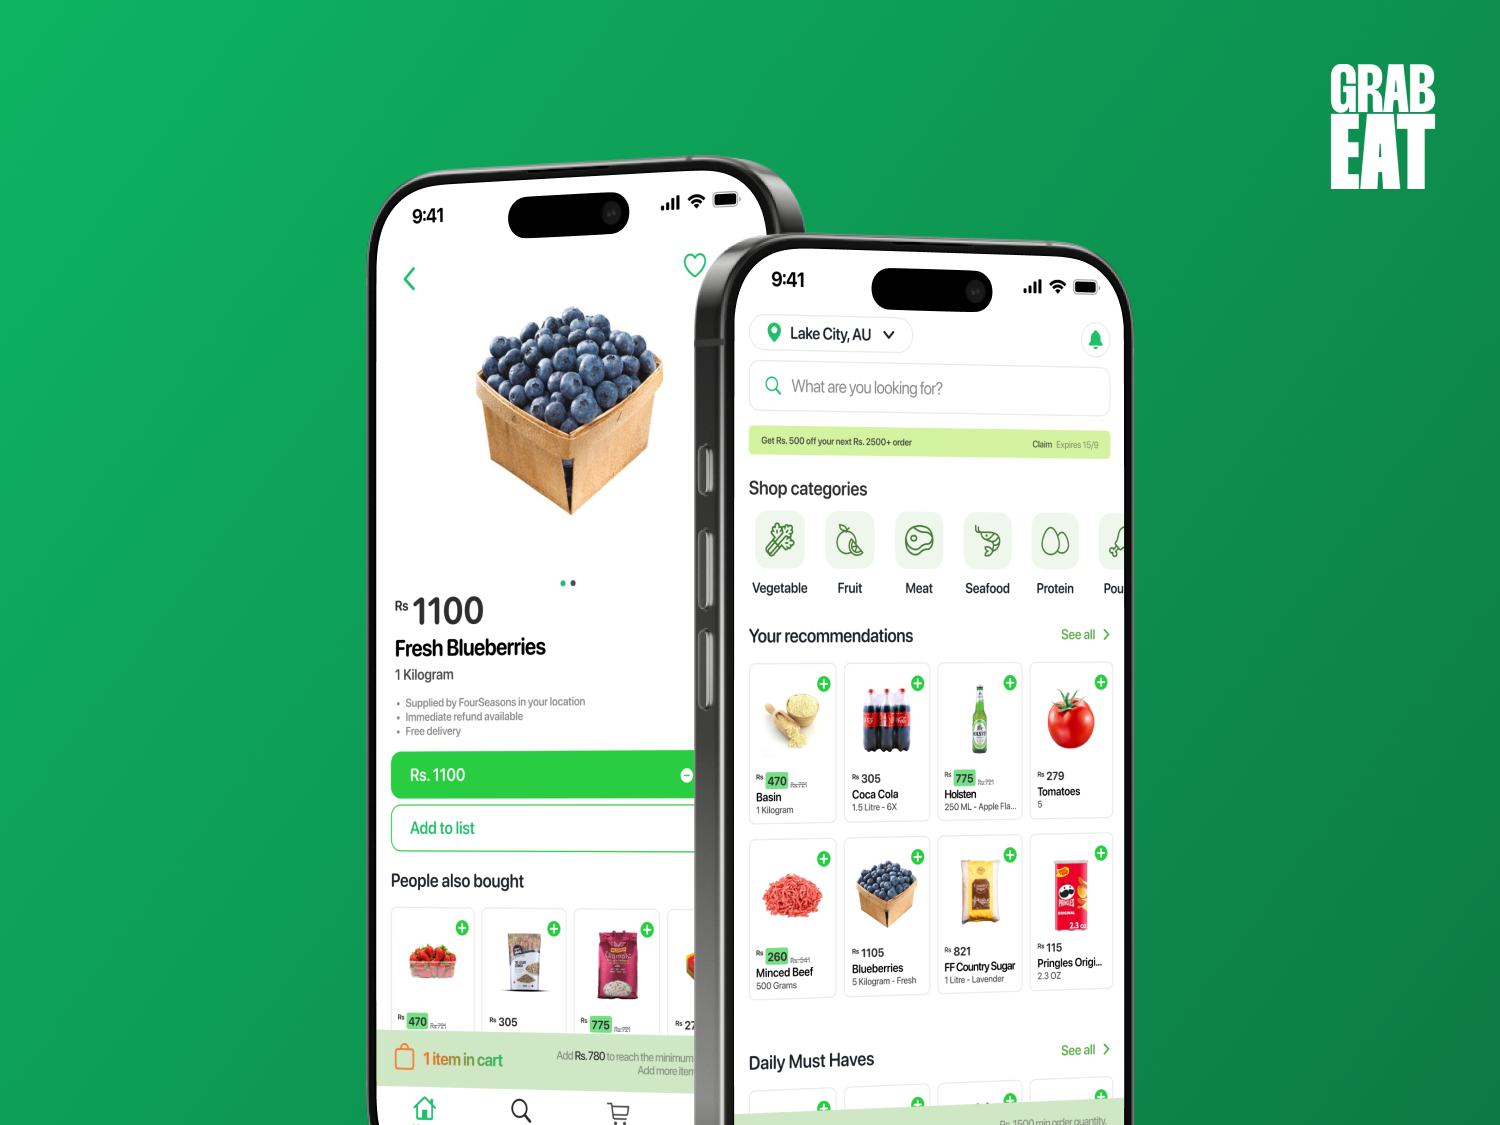 GRAB
EAT
9:41
Rs 1100
Fresh Blueberries
1 Kilogram
• Supplied by FourSeasons in your location
• Immediate refund available
• Free delivery
Rs. 1100
Add to list
People also bought
Rs 470 Rs 721
Rs 305
Rs 775 Rs 721
Rs 27
1 item in cart
Add Rs. 780 to reach the minimum
Add more item
9:41
Lake City, AU
What are you looking for?
Get Rs. 500 off your next Rs. 2500+ order
Claim Expires 15/9
Shop categories
Vegetable
Fruit
Meat
Seafood
Protein
Pou
Your recommendations
See all
Rs 470 Rs 721
Basin
1 Kilogram
Rs 305
Coca Cola
1.5 Litre - 6X
Rs 775 Rs 721
Holsten
250 ML - Apple Fla...
Rs 279
Tomatoes
5
Rs 260 Rs 541
Minced Beef
500 Grams
Rs 1105
Blueberries
5 Kilogram - Fresh
Rs 821
FF Country Sugar
1 Litre - Lavender
PRINGLES
ORIGINAL
2.3 oz
Rs 115
Pringles Origi...
2.3 OZ
Daily Must Haves
See all
Rs 1500 min order quantity.